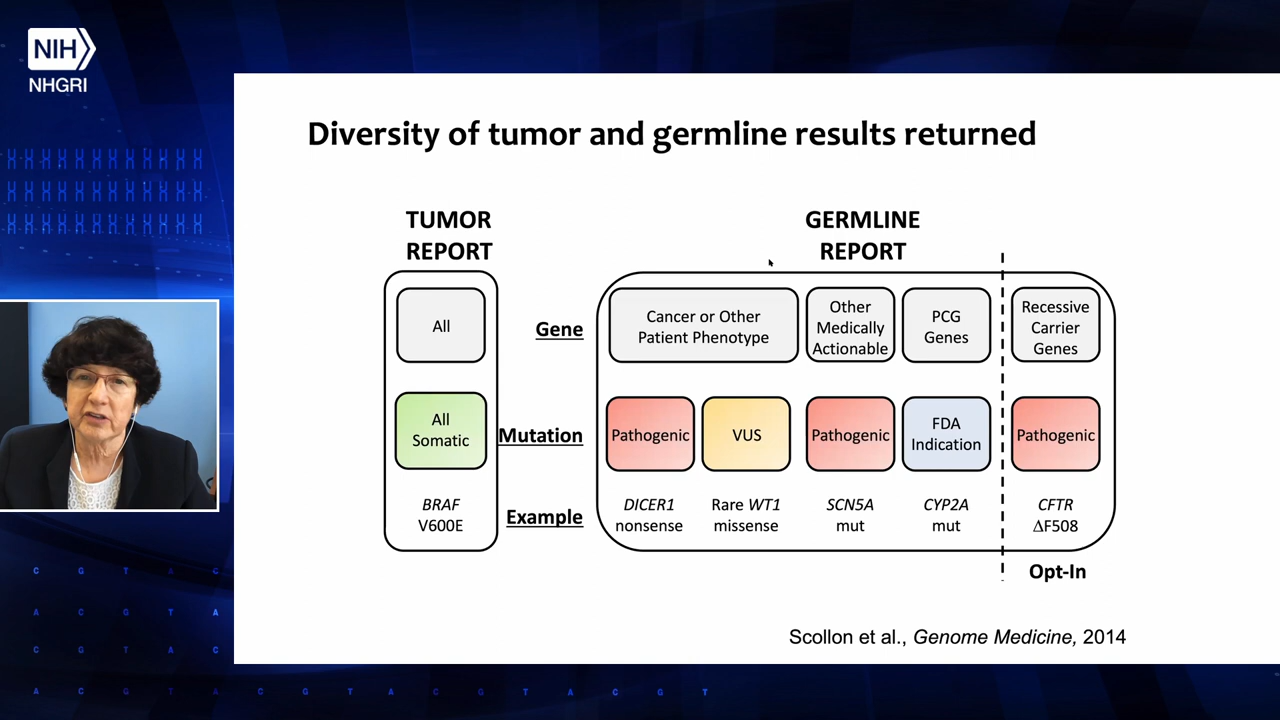 NIH
NHGRI
Diversity of tumor and germline results returned
TUMOR
REPORT
GERMLINE
REPORT
Gene
All
Cancer or Other
Patient Phenotype
Other
Medically
Actionable
PCG
Genes
Recessive
Carrier
Genes
Mutation
All
Somatic
Pathogenic
VUS
Pathogenic
FDA
Indication
Pathogenic
Example
BRAF
V600E
DICER1
nonsense
Rare WT1
missense
SCN5A
mut
CYP2A
mut
CFTR
ΔF508
Opt-In
Scollon et al., Genome Medicine, 2014
C G T A C
A C G T A
C G T A C
A C G T A C G T A C G T A C G T